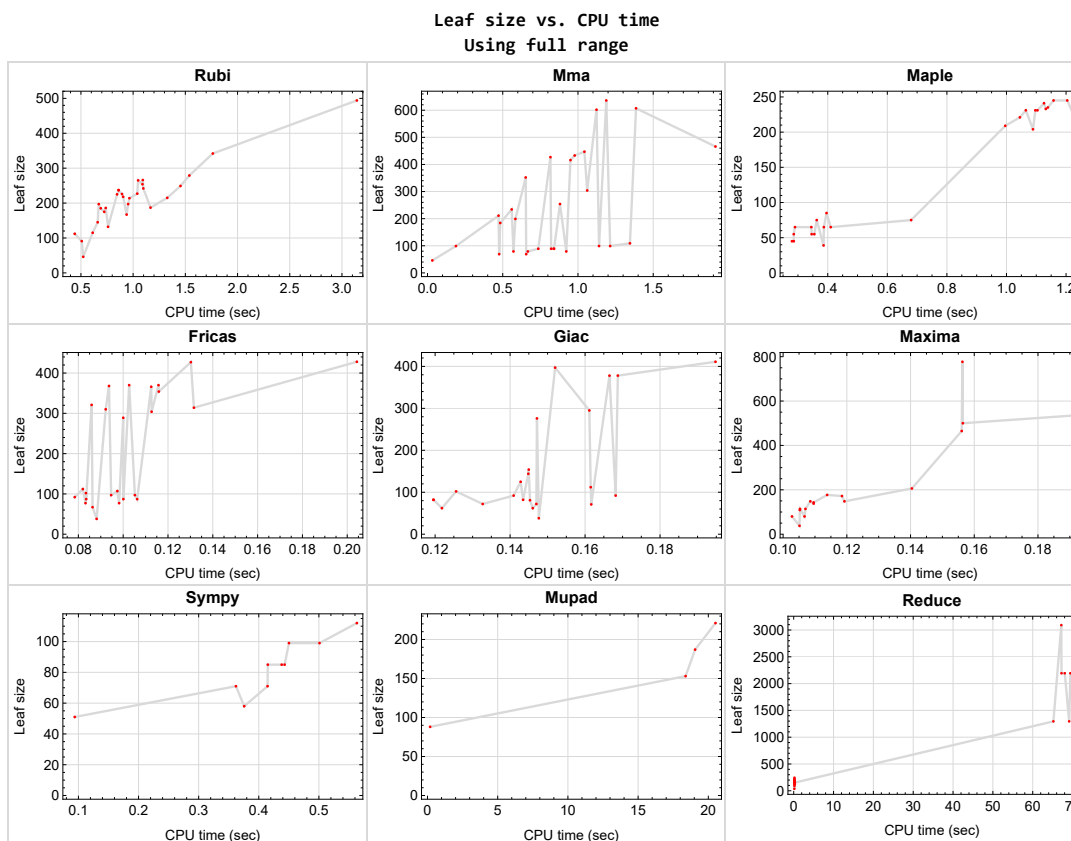 Leaf size vs. CPU time
Using full range
Rubi
500
400
300
200
100
0
Leaf size
0.5 1.0 1.5 2.0 2.5 3.0
CPU time (sec)
Mma
600
500
400
300
200
100
0
Leaf size
0.0 0.5 1.0 1.5
CPU time (sec)
Maple
250
200
150
100
50
0
Leaf size
0.4 0.6 0.8 1.0 1.2
CPU time (sec)
Fricas
400
300
200
100
0
Leaf size
0.08 0.10 0.12 0.14 0.16 0.18 0.20
CPU time (sec)
Giac
400
300
200
100
0
Leaf size
0.12 0.14 0.16 0.18
CPU time (sec)
Maxima
800
600
400
200
0
Leaf size
0.10 0.12 0.14 0.16 0.18
CPU time (sec)
Sympy
100
80
60
40
20
0
Leaf size
0.1 0.2 0.3 0.4 0.5
CPU time (sec)
Mupad
200
150
100
50
0
Leaf size
0 5 10 15 20
CPU time (sec)
Reduce
3000
2500
2000
1500
1000
500
0
Leaf size
0 10 20 30 40 50 60
CPU time (sec)